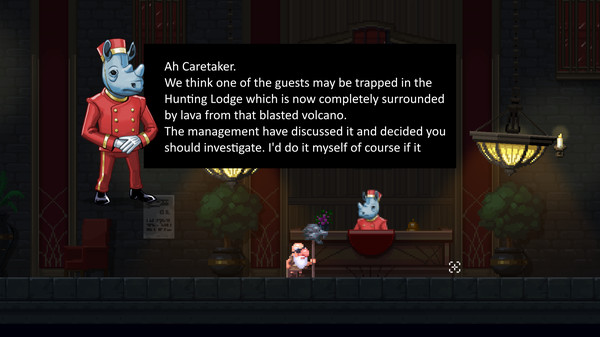 Ah Caretaker.
We think one of the guests may be trapped in the
Hunting Lodge which is now completely surrounded
by lava from that blasted volcano.
The management have discussed it and decided you
should investigate. I'd do it myself of course if it